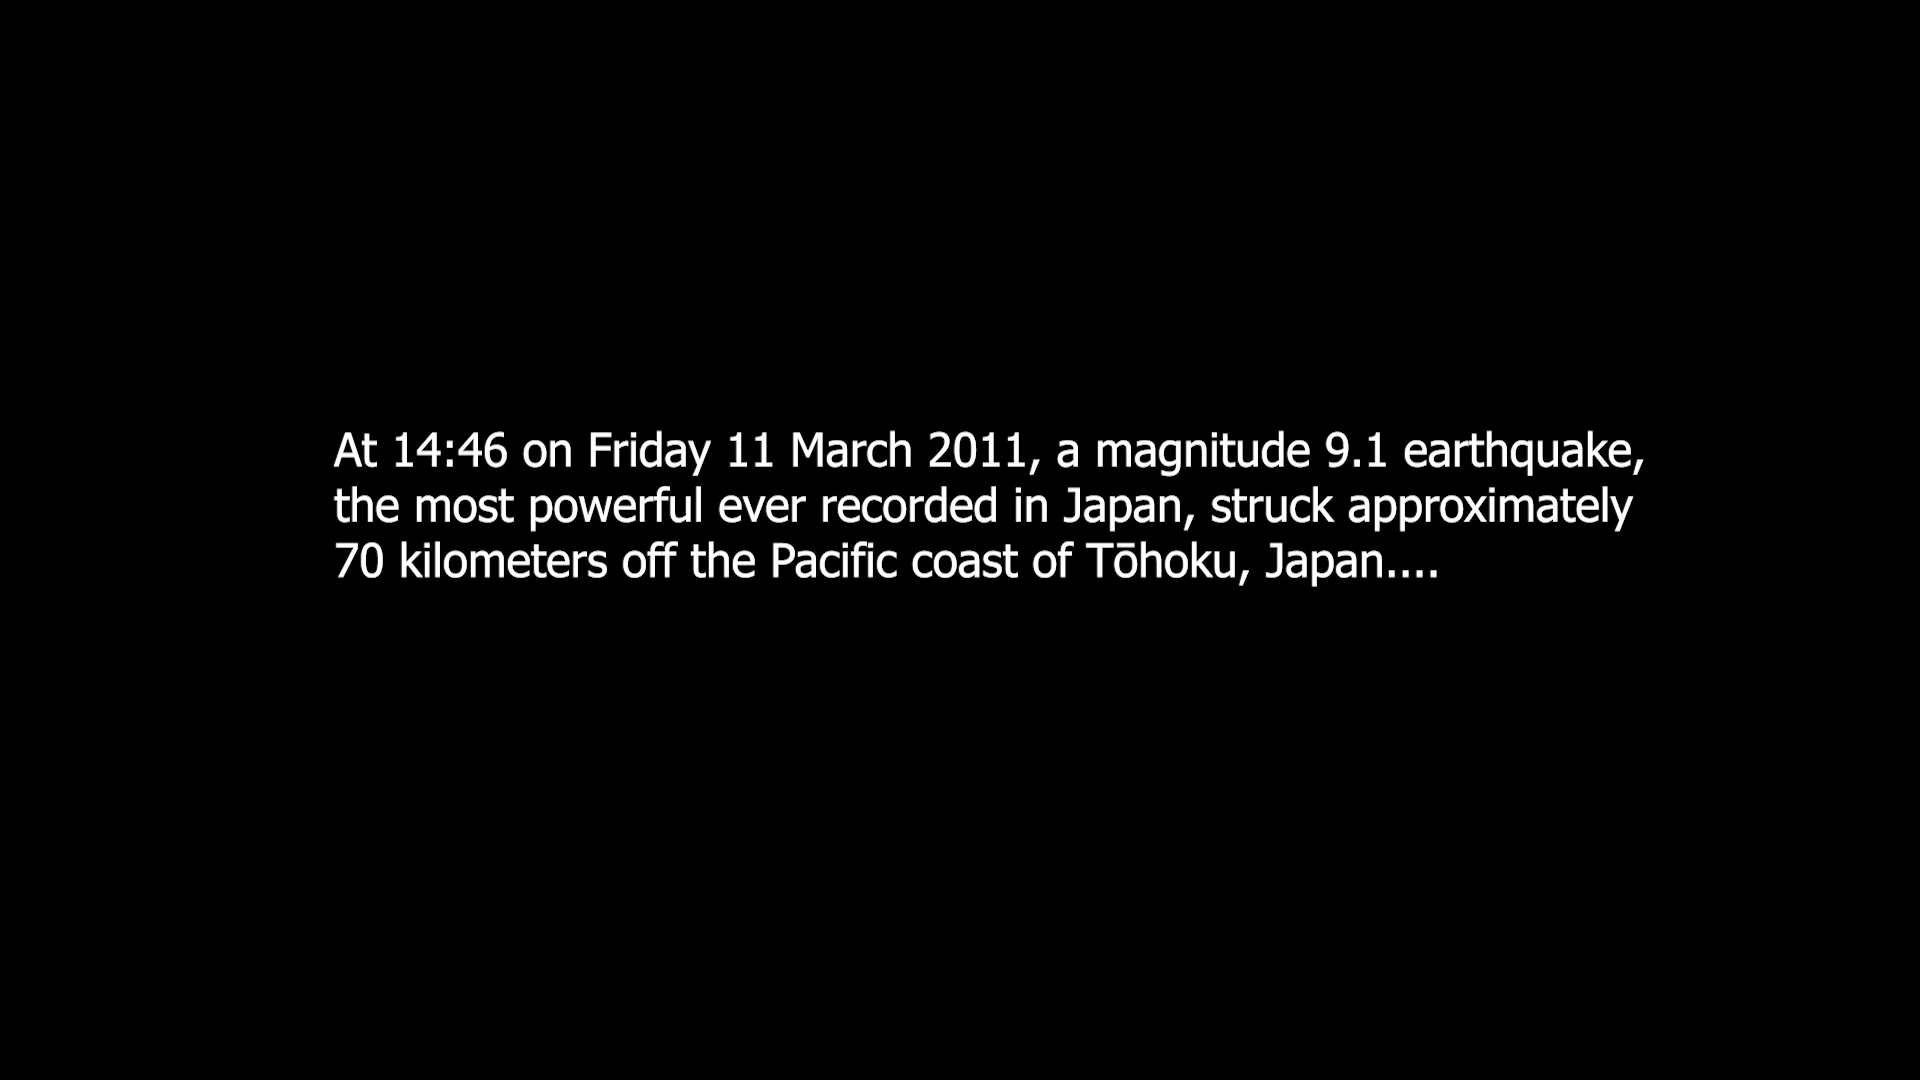 At 14:46 on Friday 11 March 2011, a magnitude 9.1 earthquake,
the most powerful ever recorded in Japan, struck approximately
70 kilometers off the Pacific coast of Tōhoku, Japan....